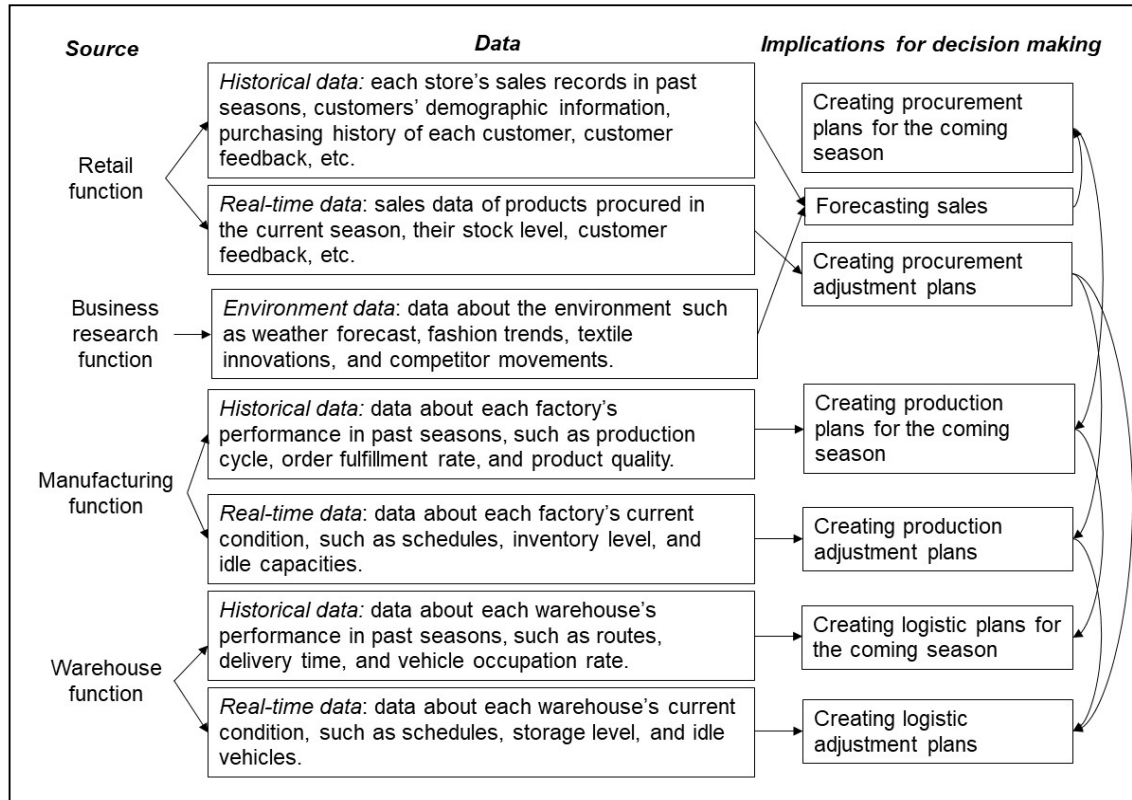 Source
Data
Implications for decision making
Retail
function
Historical data: each store’s sales records in past
seasons, customers’ demographic information,
purchasing history of each customer, customer
feedback, etc.
Creating procurement
plans for the coming
season
Real-time data: sales data of products procured in
the current season, their stock level, customer
feedback, etc.
Forecasting sales
Creating procurement
adjustment plans
Business
research
function
Environment data: data about the environment such
as weather forecast, fashion trends, textile
innovations, and competitor movements.
Manufacturing
function
Historical data: data about each factory’s
performance in past seasons, such as production
cycle, order fulfillment rate, and product quality.
Creating production
plans for the coming
season
Real-time data: data about each factory’s current
condition, such as schedules, inventory level, and
idle capacities.
Creating production
adjustment plans
Warehouse
function
Historical data: data about each warehouse’s
performance in past seasons, such as routes,
delivery time, and vehicle occupation rate.
Creating logistic plans for
the coming season
Real-time data: data about each warehouse’s current
condition, such as schedules, storage level, and idle
vehicles.
Creating logistic
adjustment plans